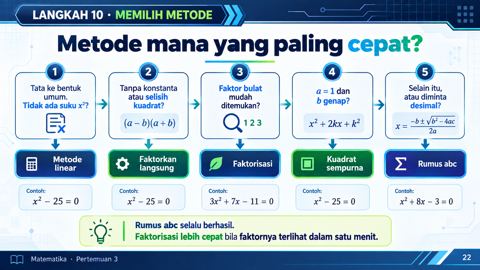 LANGKAH 10 · MEMILIH METODE
Metode mana yang paling cepat?
1
Tata ke bentuk
umum.
Tidak ada suku x²?
Metode
linear
Contoh:
x² − 25 = 0
2
Tanpa konstanta
atau selisih
kuadrat?
(a − b)(a + b)
Faktorkan
langsung
Contoh:
x² − 25 = 0
3
Faktor bulat
mudah
ditemukan?
1 2 3
Faktorisasi
Contoh:
3x² + 7x − 11 = 0
4
a = 1 dan
b genap?
x² + 2kx + k²
Kuadrat
sempurna
Contoh:
x² − 25 = 0
5
Selain itu,
atau diminta
desimal?
x = (−b ± √(b² − 4ac)) / 2a
Σ
Rumus abc
Contoh:
x² + 8x − 3 = 0
Rumus abc selalu berhasil.
Faktorisasi lebih cepat bila faktornya terlihat dalam satu menit.
Matematika · Pertemuan 3
22